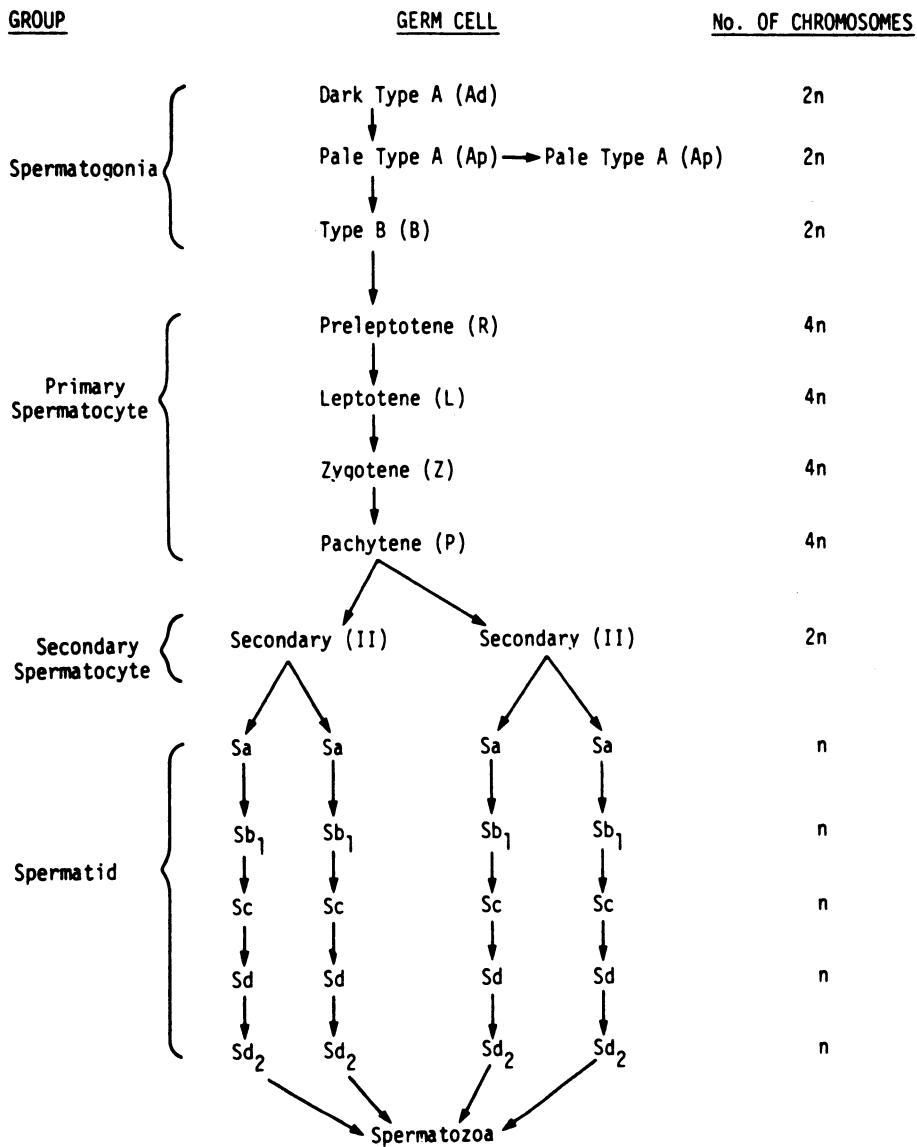 GROUP GERM CELL No. OF CHROMOSOMES
Dark Type A (Ad) 2n
Spermatogonia Pale Type A (Ap) Pale Type A (Ap) 2n
Type B (B) 2n
Preleptotene (R) 4n
Primary
Spermatocyte Leptotene (L) 4n
Zygotene (Z) 4n
Pachytene (P) 4n
Secondary
Spermatocyte Secondary (II) Secondary (II) 2n
Sa Sa Sa Sa n
Sb1 Sb1 Sb1 Sb1 n
Spermatid
Sc Sc Sc Sc n
Sd Sd Sd Sd n
Sd2 Sd2 Sd2 Sd2 n
Spermatozoa